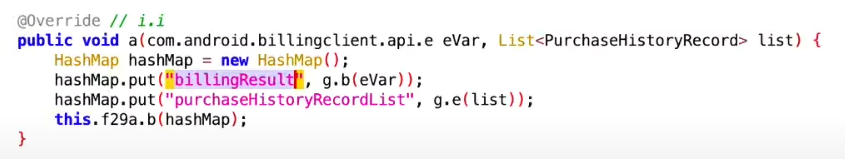 @Override // i.i
public void a(com.android.billingclient.api.e eVar, List<PurchaseHistoryRecord> list) {
    HashMap hashMap = new HashMap();
    hashMap.put("billingResult", g.b(eVar));
    hashMap.put("purchaseHistoryRecordList", g.e(list));
    this.f29a.b(hashMap);
}